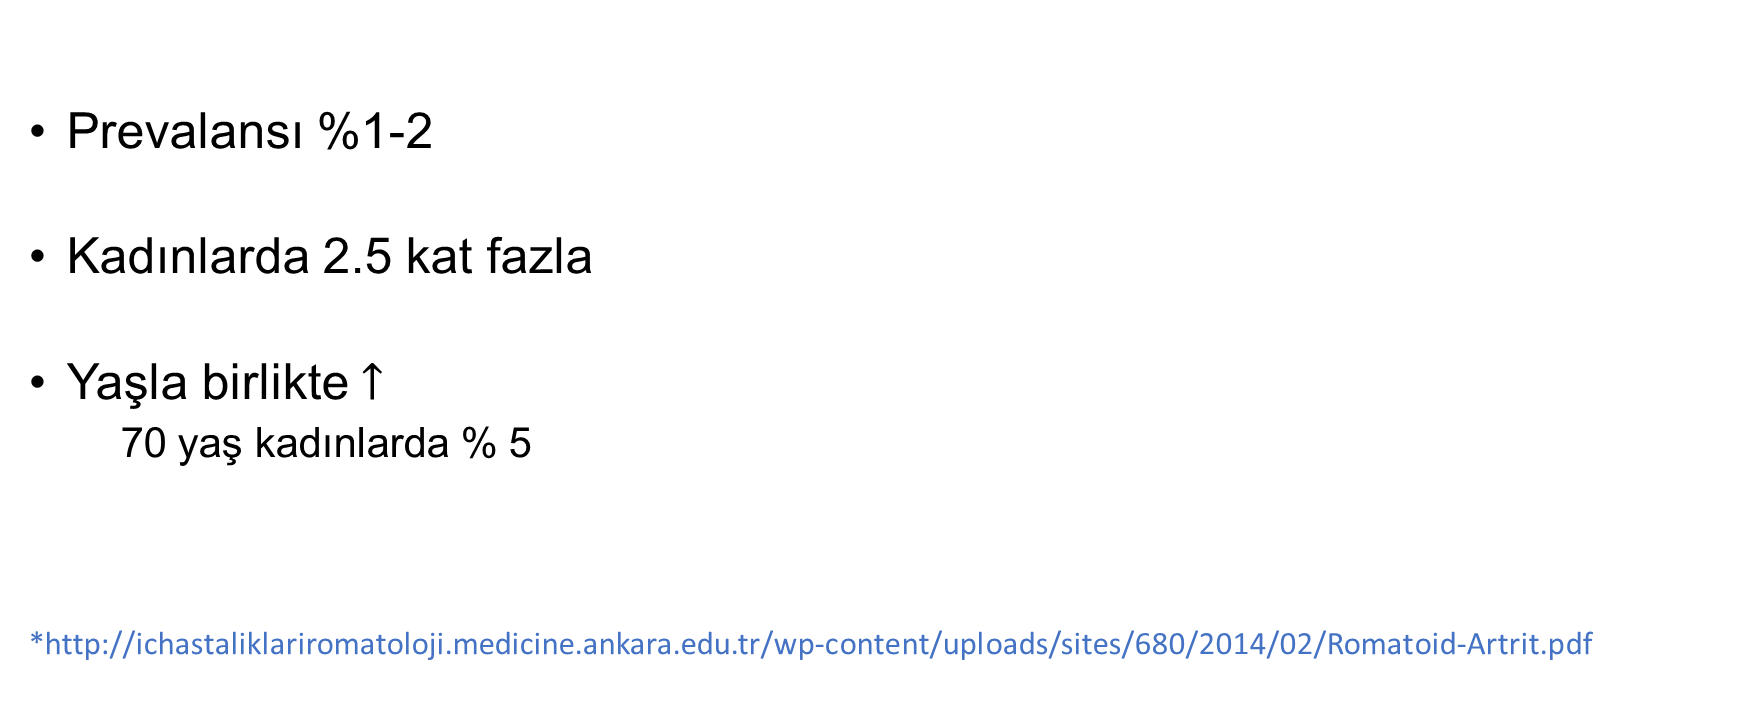 • Prevalansı %1-2
• Kadınlarda 2.5 kat fazla
• Yaşla birlikte ↑
70 yaş kadınlarda % 5
*http://ichastaliklariromatoloji.medicine.ankara.edu.tr/wp-content/uploads/sites/680/2014/02/Romatoid-Artrit.pdf